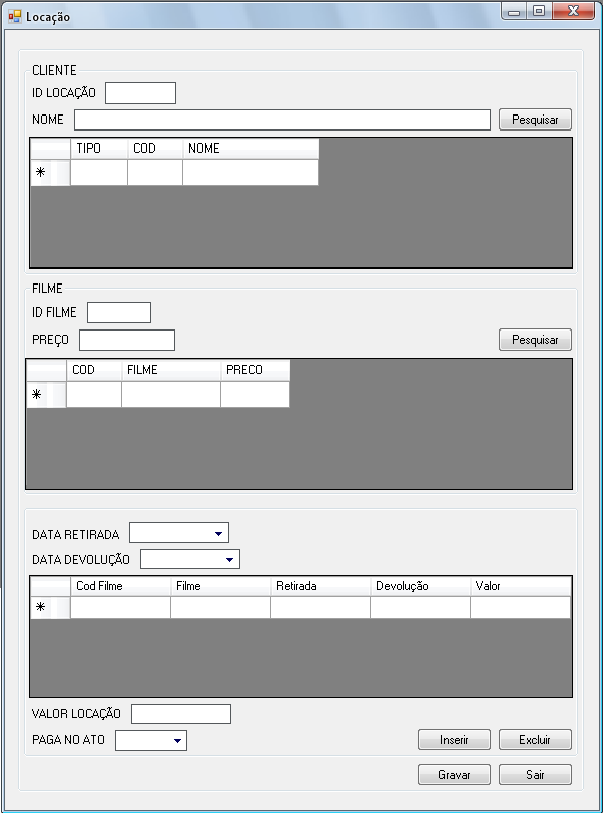 Locação
CLIENTE
ID LOCAÇÃO
NOME
Pesquisar
TIPO COD NOME
FILME
ID FILME
PREÇO
Pesquisar
COD FILME PRECO
DATA RETIRADA
DATA DEVOLUÇÃO
Cod Filme Filme Retirada Devolução Valor
VALOR LOCAÇÃO
PAGA NO ATO
Inserir Excluir
Gravar Sair